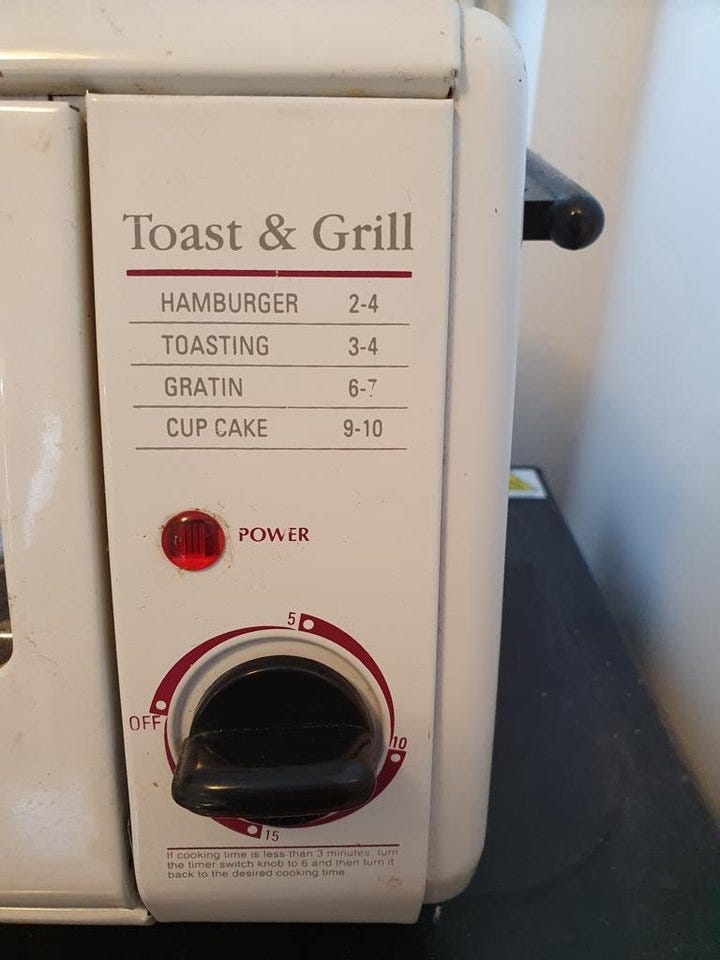 Toast & Grill
HAMBURGER 2-4
TOASTING 3-4
GRATIN 6-7
CUP CAKE 9-10
POWER
5
OFF
10
15
If cooking time is less than 3 minutes, turn
the timer switch knob to 6 and then turn it
back to the desired cooking time.